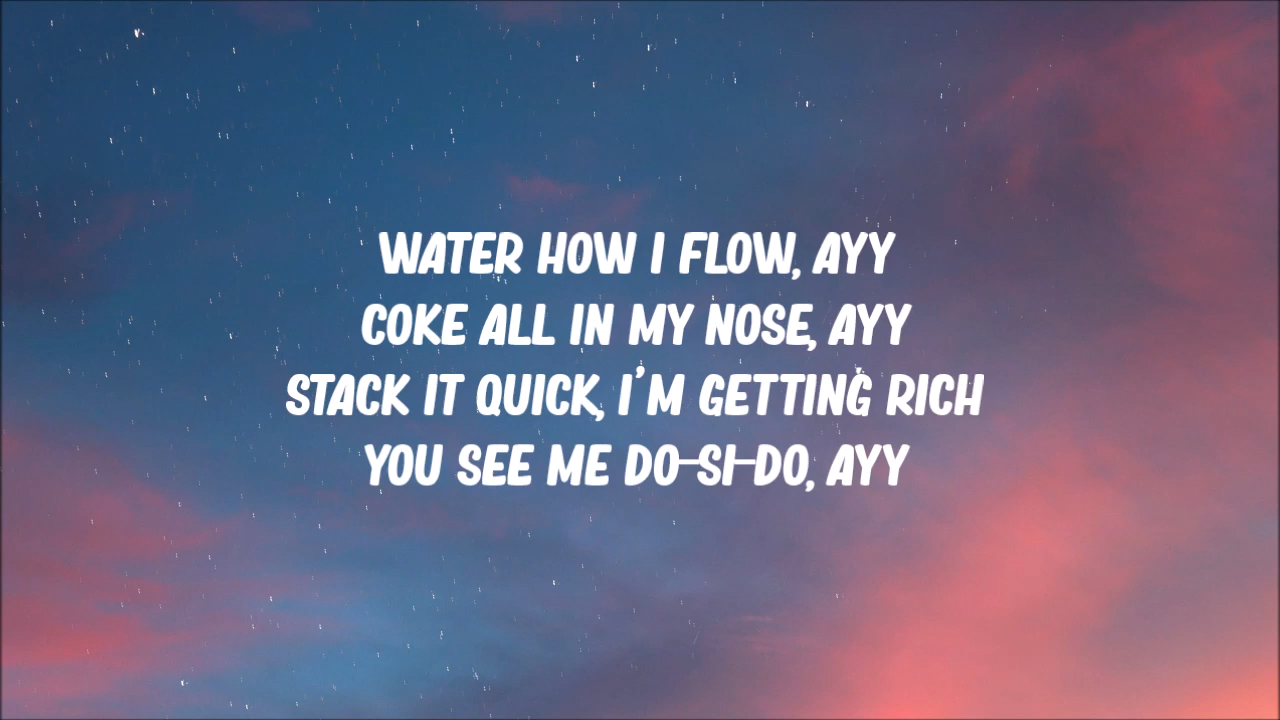 WATER HOW I FLOW, AYY
COKE ALL IN MY NOSE, AYY
STACK IT QUICK, I'M GETTING RICH
YOU SEE ME DO-SI-DO, AYY